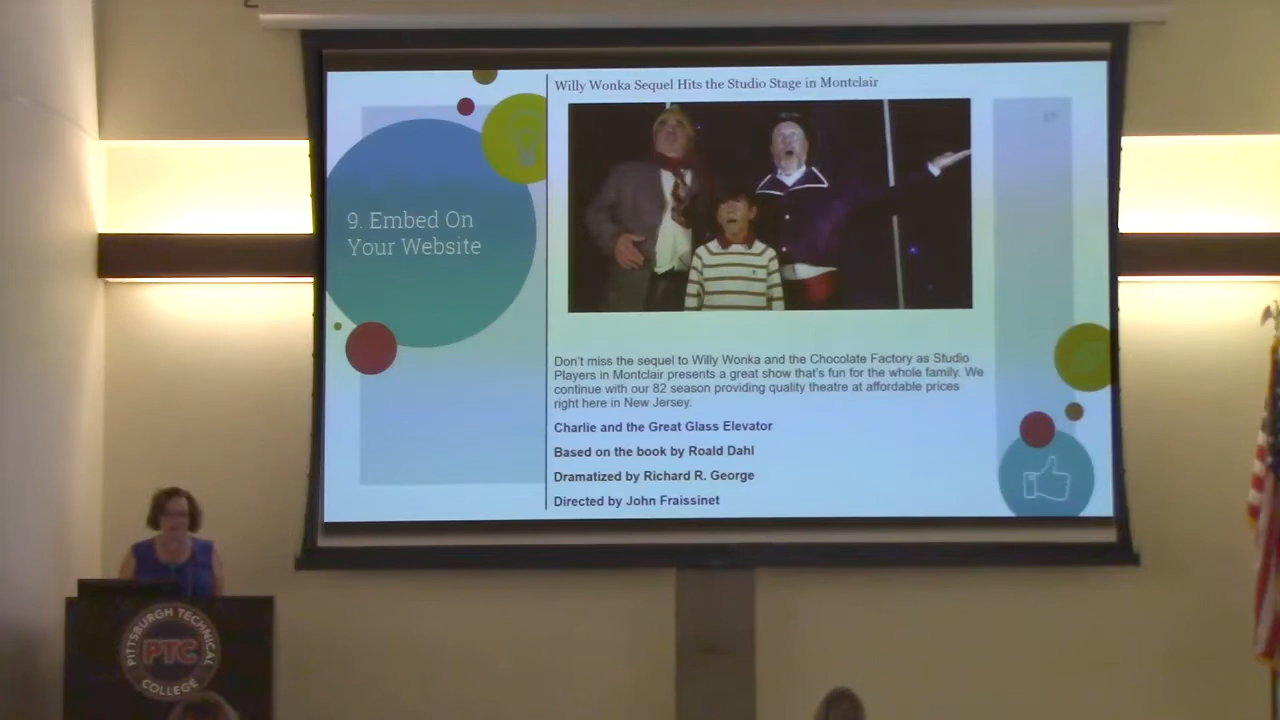 Willy Wonka Sequel Hits the Studio Stage in Montclair
9. Embed On
Your Website
Don't miss the sequel to Willy Wonka and the Chocolate Factory as Studio
Players in Montclair presents a great show that's fun for the whole family. We
continue with our 82 season providing quality theatre at affordable prices
right here in New Jersey.
Charlie and the Great Glass Elevator
Based on the book by Roald Dahl
Dramatized by Richard R. George
Directed by John Fraissinet
PITTSBURGH TECHNICAL
PTC
COLLEGE